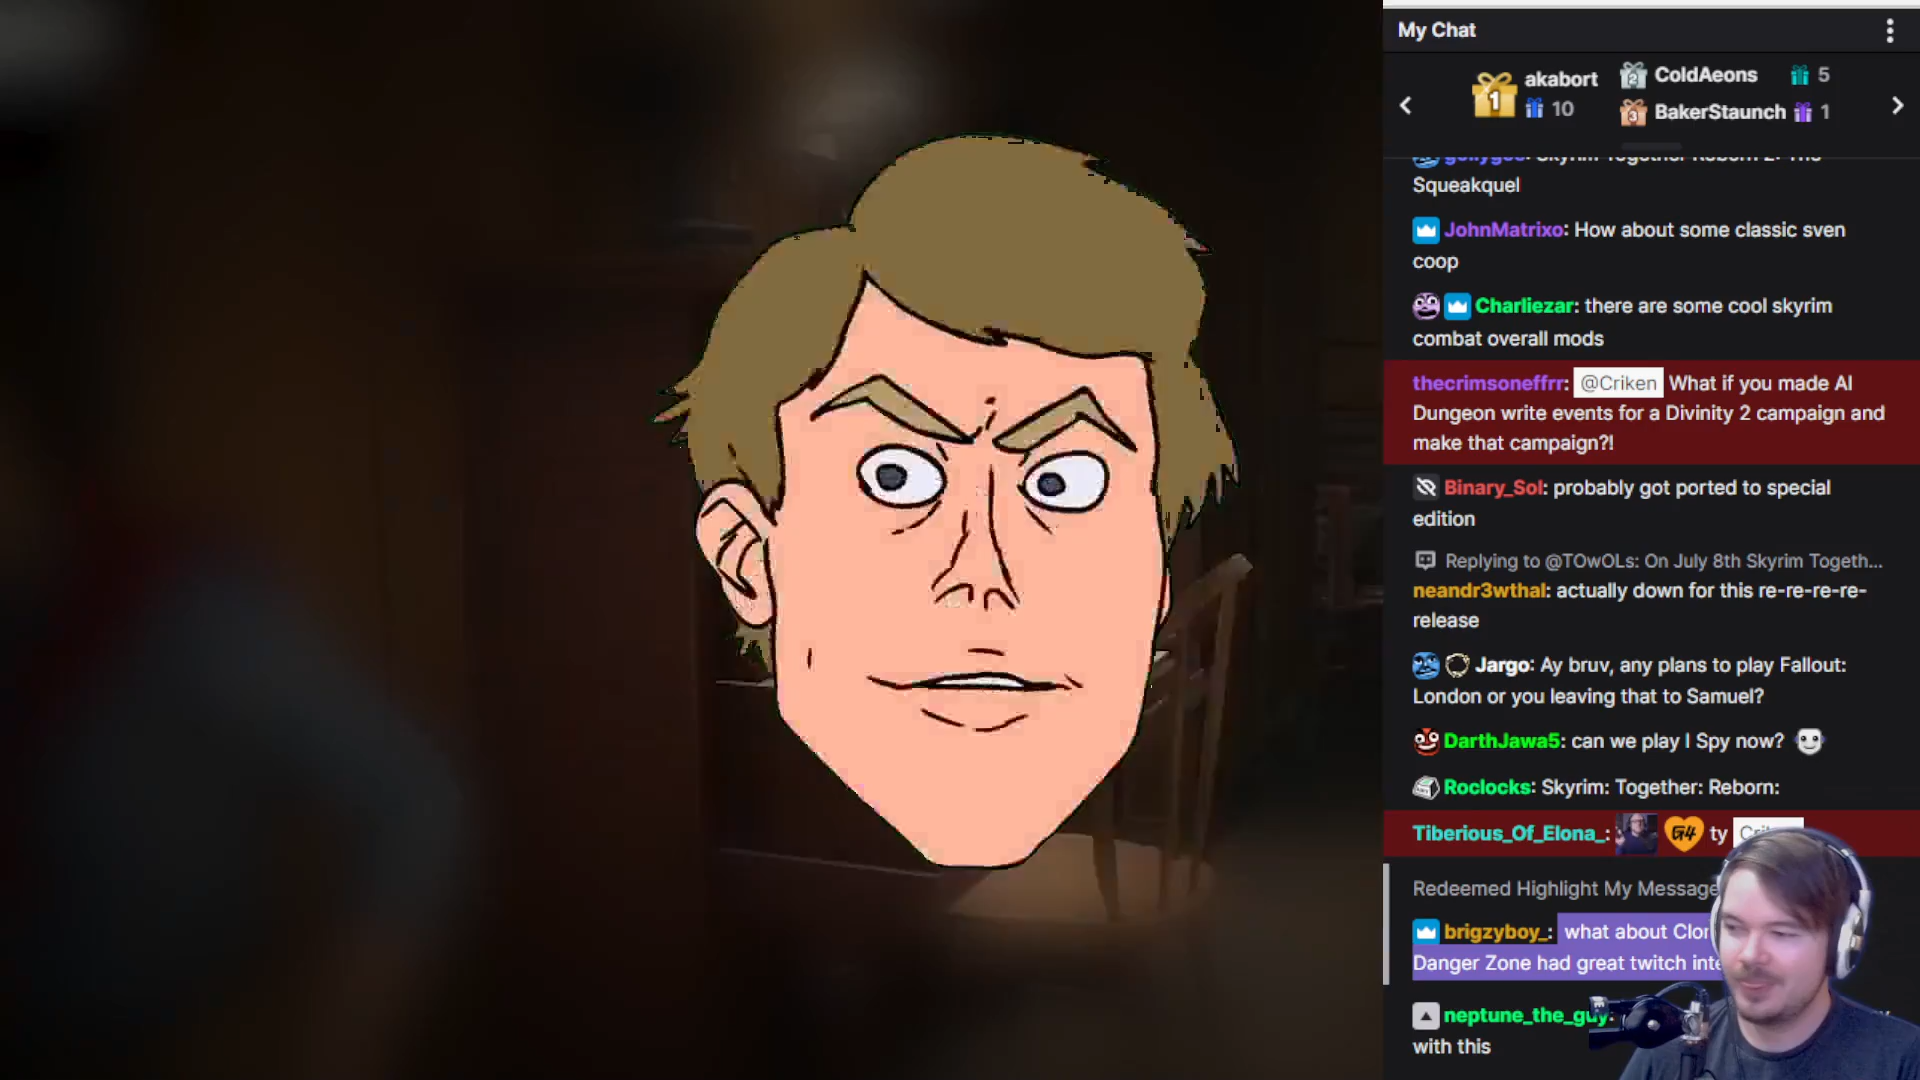 My Chat
akabort
10
ColdAeons 5
BakerStaunch 1
Squeakquel
JohnMatrixo: How about some classic sven
coop
Charliezar: there are some cool skyrim
combat overall mods
thecrimsoneffrr: @Criken What if you made AI
Dungeon write events for a Divinity 2 campaign and
make that campaign?!
Binary_Sol: probably got ported to special
edition
Replying to @TOwOLs: On July 8th Skyrim Togeth...
neandr3wthal: actually down for this re-re-re-re-
release
Jargo: Ay bruv, any plans to play Fallout:
London or you leaving that to Samuel?
DarthJawa5: can we play I Spy now?
Roclocks: Skyrim: Together: Reborn:
Tiberious_Of_Elona_: G4 ty
Redeemed Highlight My Message
brigzyboy_: what about
Danger Zone had great twitch
neptune_the_guy:
with this